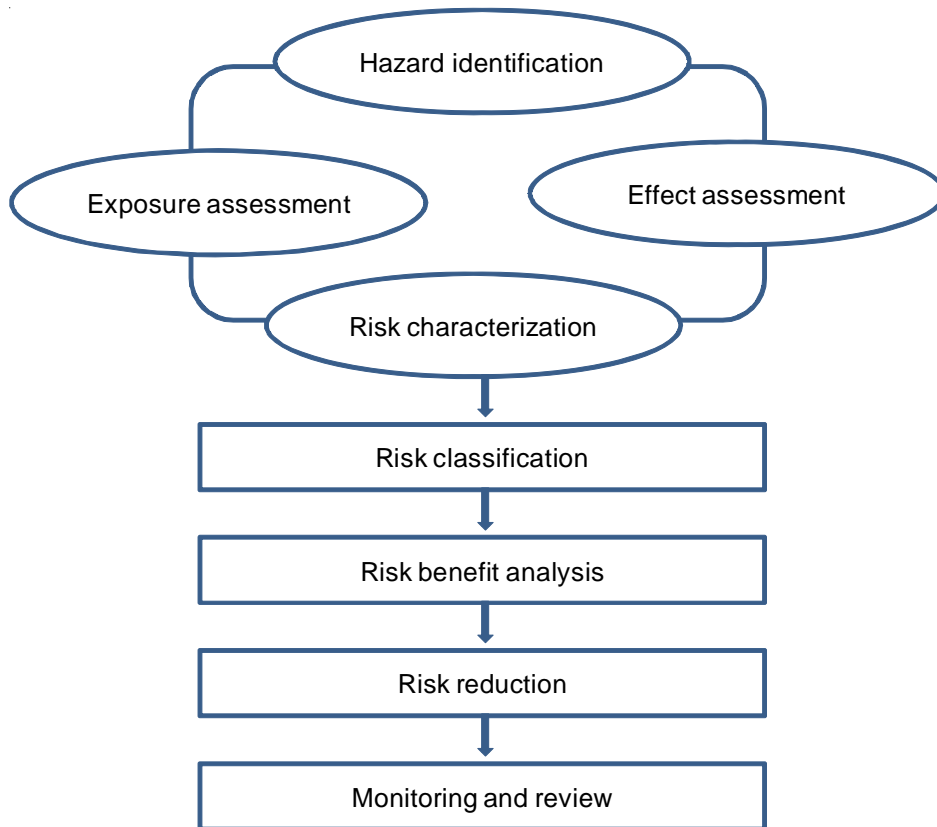 Hazard identification
Exposure assessment
Effect assessment
Risk characterization
Risk classification
Risk benefit analysis
Risk reduction
Monitoring and review